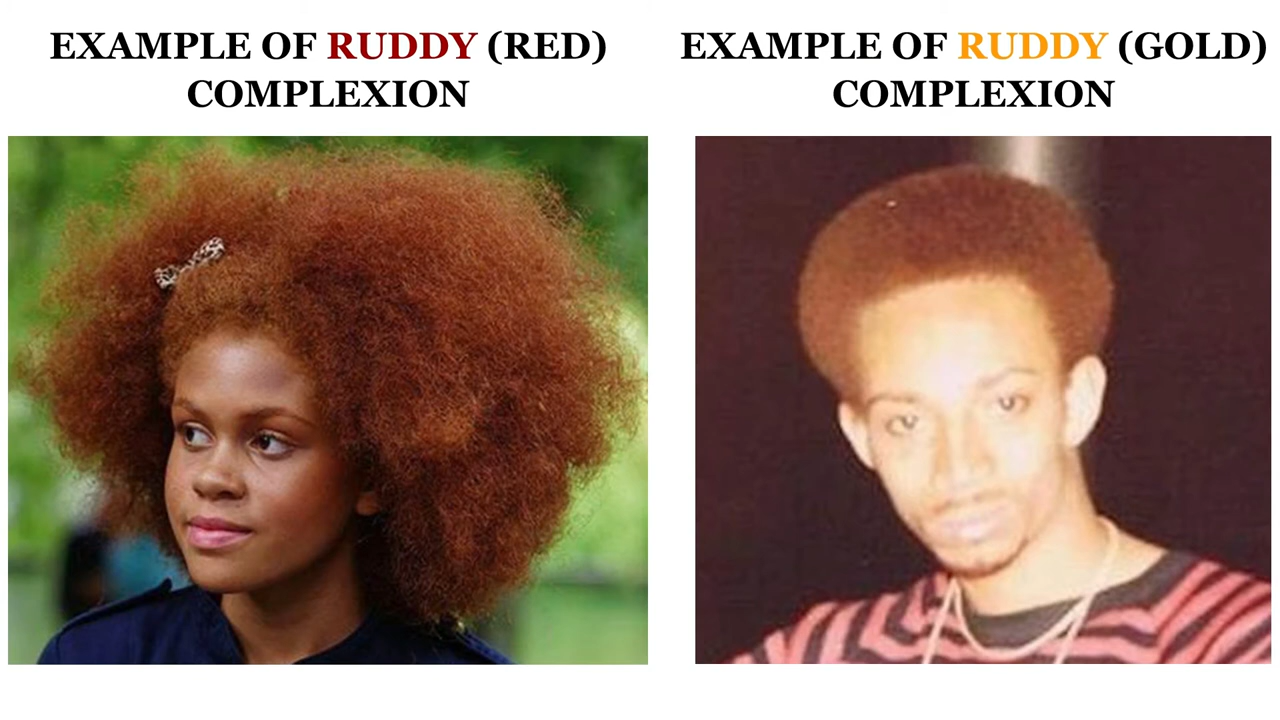 EXAMPLE OF RUDDY (RED)
COMPLEXION
EXAMPLE OF RUDDY (GOLD)
COMPLEXION